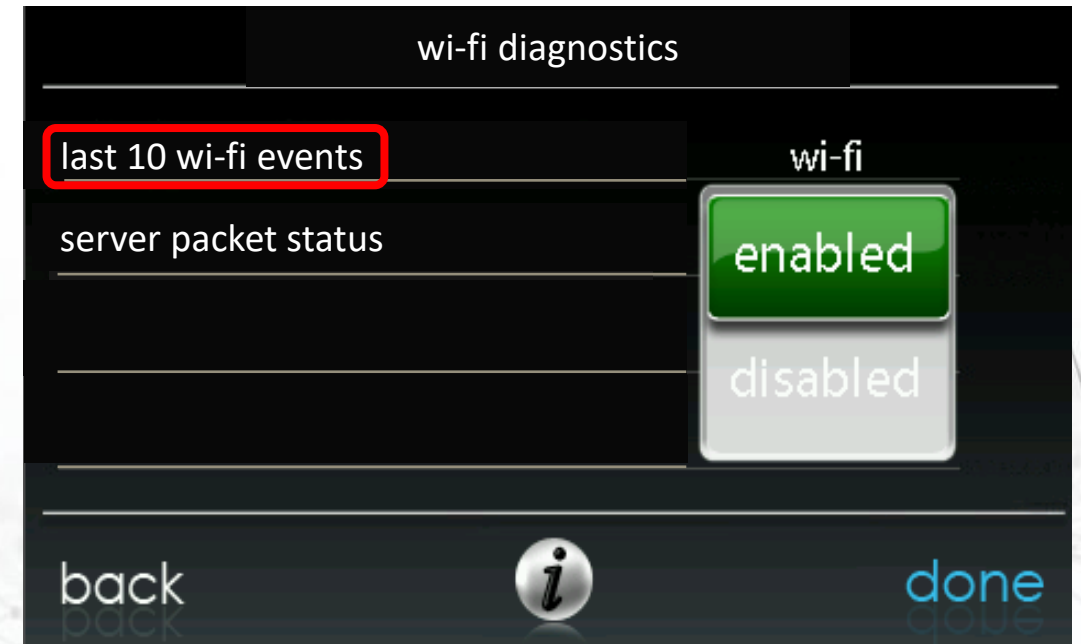 wi-fi diagnostics
last 10 wi-fi events
wi-fi
server packet status
enabled
disabled
back
i
done